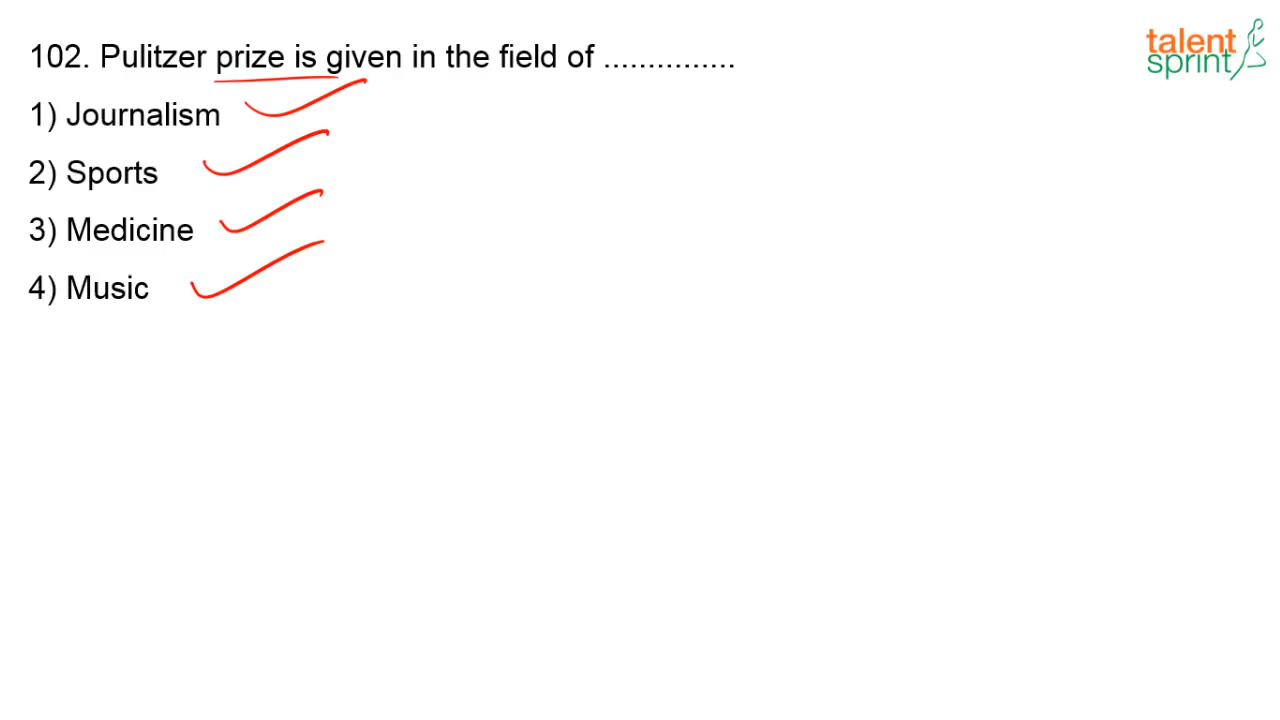 102. Pulitzer prize is given in the field of ...............
1) Journalism
2) Sports
3) Medicine
4) Music
talent
sprint